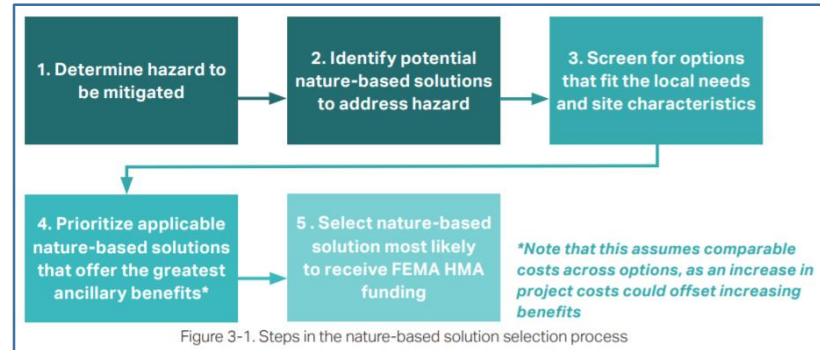 1. Determine hazard to
be mitigated
2. Identify potential
nature-based solutions
to address hazard
3. Screen for options
that fit the local needs
and site characteristics
4. Prioritize applicable
nature-based solutions
that offer the greatest
ancillary benefits*
5 . Select nature-based
solution most likely
to receive FEMA HMA
funding
*Note that this assumes comparable
costs across options, as an increase in
project costs could offset increasing
benefits
Figure 3-1. Steps in the nature-based solution selection process